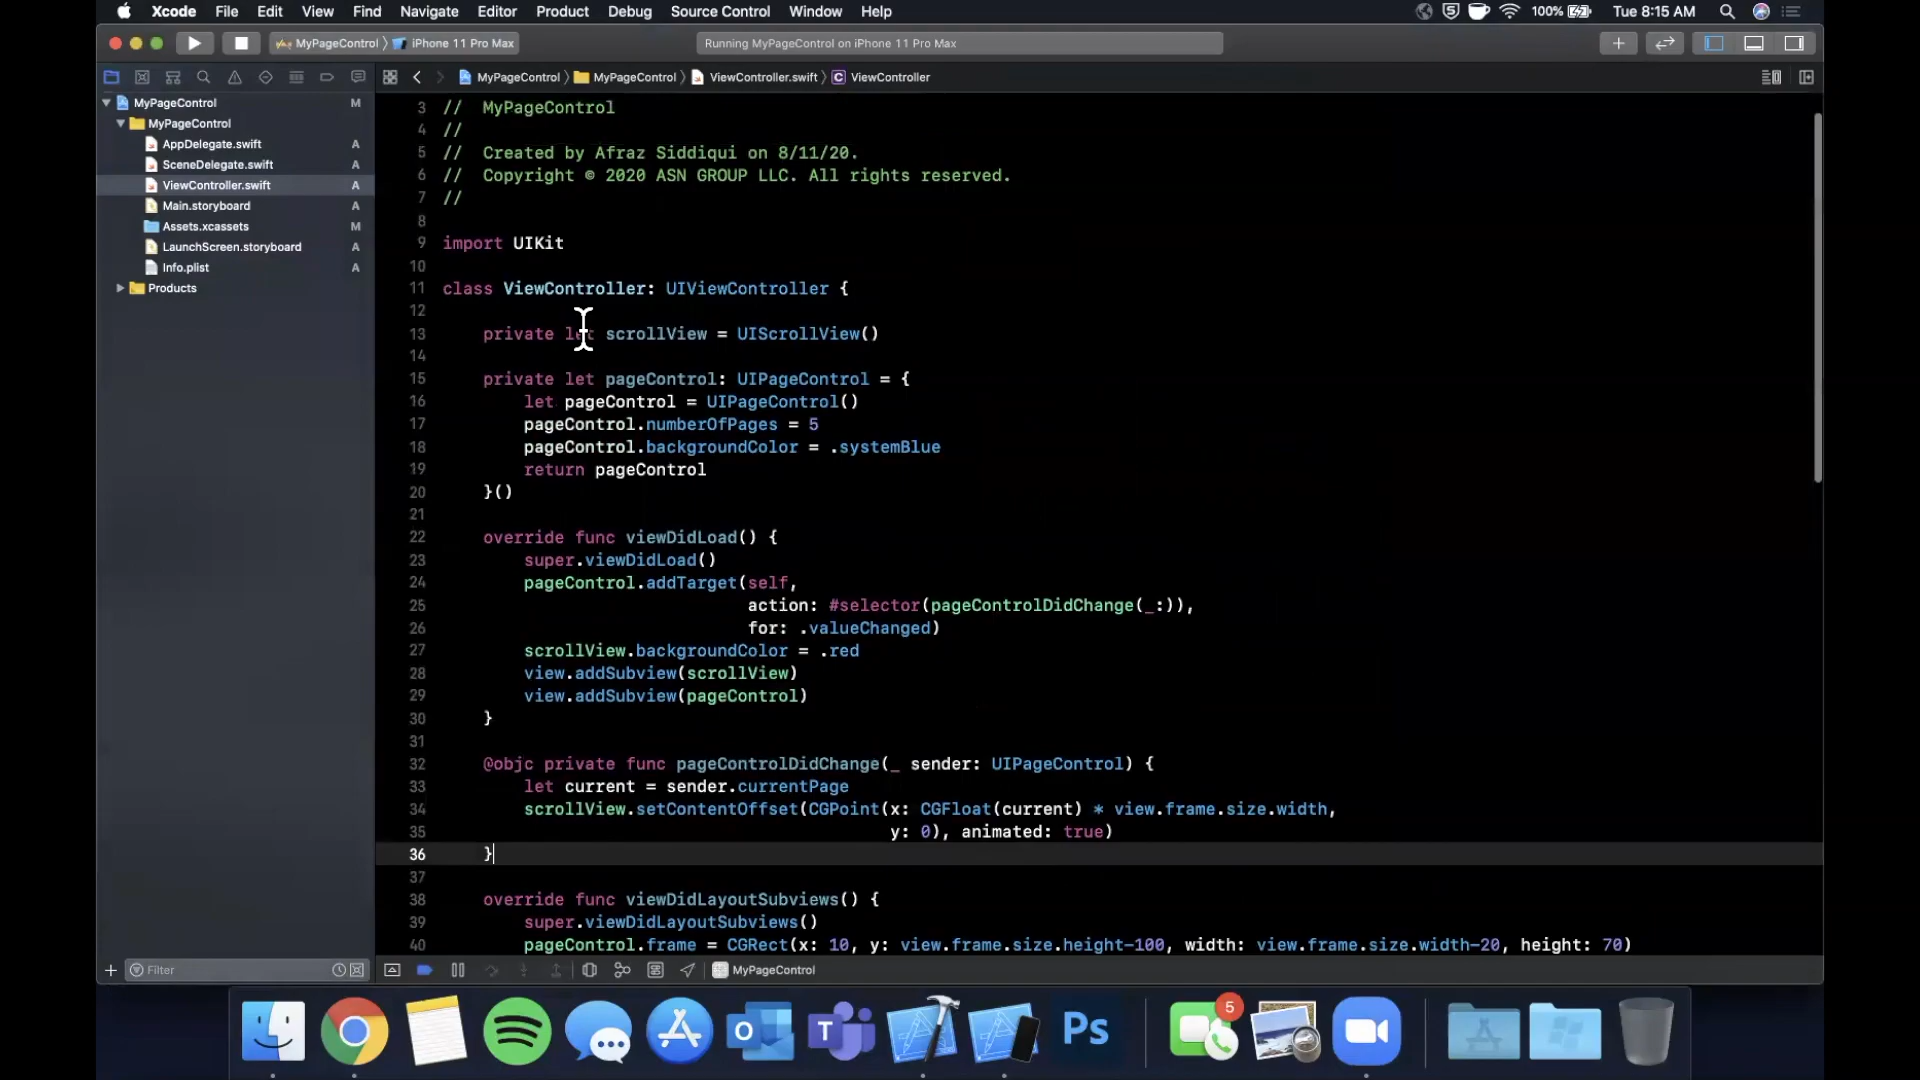 Xcode File Edit View Find Navigate Editor Product Debug Source Control Window Help 100% Tue 8:15 AM
MyPageControl iPhone 11 Pro Max Running MyPageControl on iPhone 11 Pro Max
MyPageControl MyPageControl ViewController.swift C ViewController
MyPageControl M
MyPageControl
AppDelegate.swift A
SceneDelegate.swift A
ViewController.swift A
Main.storyboard A
Assets.xcassets M
LaunchScreen.storyboard A
Info.plist A
Products
3 // MyPageControl
4 //
5 // Created by Afraz Siddiqui on 8/11/20.
6 // Copyright © 2020 ASN GROUP LLC. All rights reserved.
7 //
8
9 import UIKit
10
11 class ViewController: UIViewController {
12
13 private let scrollView = UIScrollView()
14
15 private let pageControl: UIPageControl = {
16 let pageControl = UIPageControl()
17 pageControl.numberOfPages = 5
18 pageControl.backgroundColor = .systemBlue
19 return pageControl
20 }()
21
22 override func viewDidLoad() {
23 super.viewDidLoad()
24 pageControl.addTarget(self,
25 action: #selector(pageControlDidChange(_:)),
26 for: .valueChanged)
27 scrollView.backgroundColor = .red
28 view.addSubview(scrollView)
29 view.addSubview(pageControl)
30 }
31
32 @objc private func pageControlDidChange(_ sender: UIPageControl) {
33 let current = sender.currentPage
34 scrollView.setContentOffset(CGPoint(x: CGFloat(current) * view.frame.size.width,
35 y: 0), animated: true)
36 }
37
38 override func viewDidLayoutSubviews() {
39 super.viewDidLayoutSubviews()
40 pageControl.frame = CGRect(x: 10, y: view.frame.size.height-100, width: view.frame.size.width-20, height: 70)
Filter MyPageControl
5
O T Ps